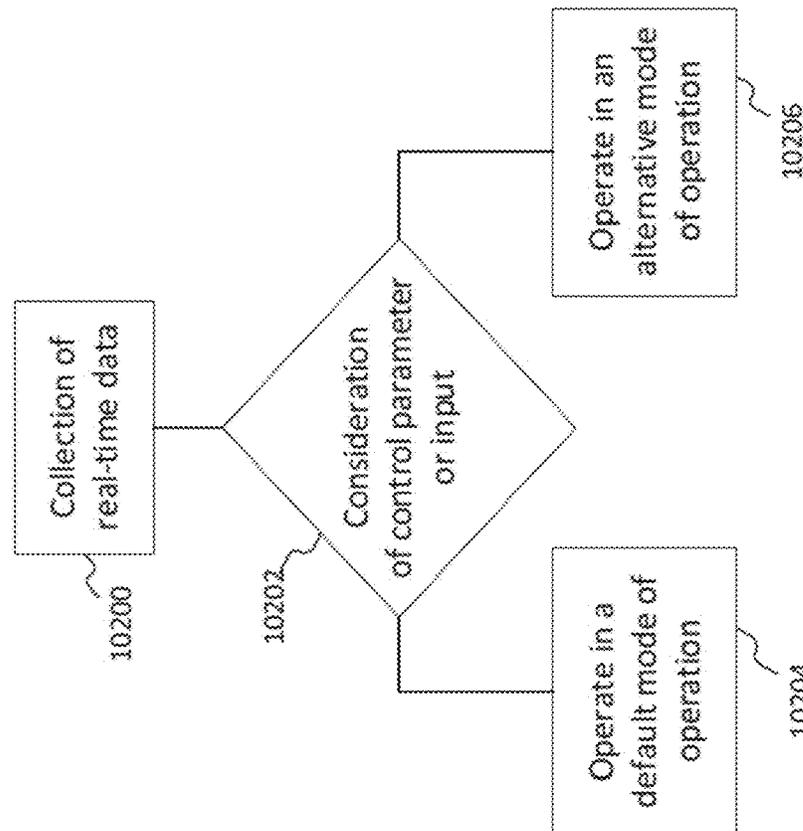 Collection of
real-time data
10200
Consideration
of control parameter
or input
10202
Operate in a
default mode of
operation
10204
Operate in an
alternative mode
of operation
10206